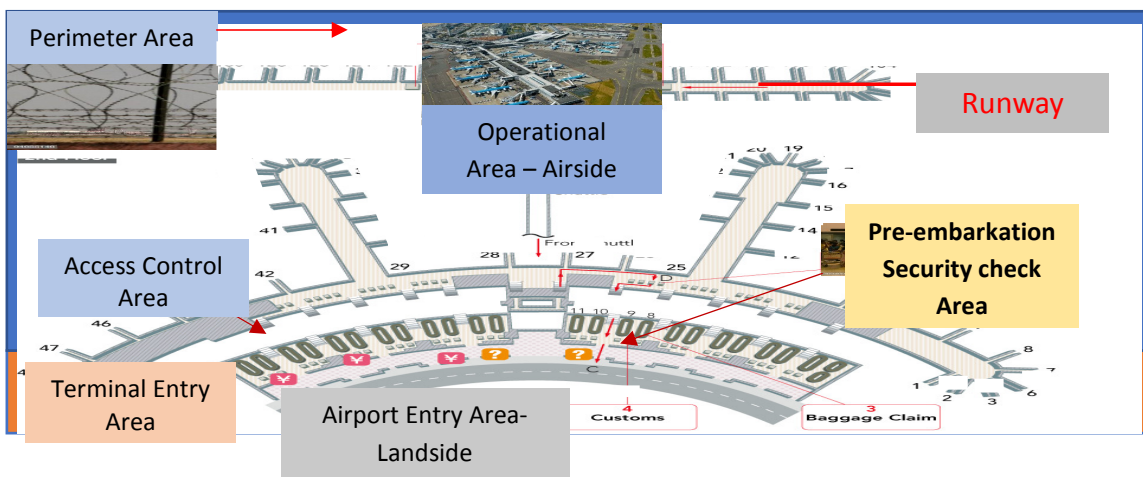 Perimeter Area
Runway
Operational
Area – Airside
20
19
16
15
14
12
Pre-embarkation
Security check
Area
41
42
29
28
27
25
D
Access Control
Area
46
47
11
10
9
8
¥
¥
¥
?
?
C
Terminal Entry
Area
Airport Entry Area-
Landside
4
Customs
3
Baggage Claim
8
7
6
1
2
3